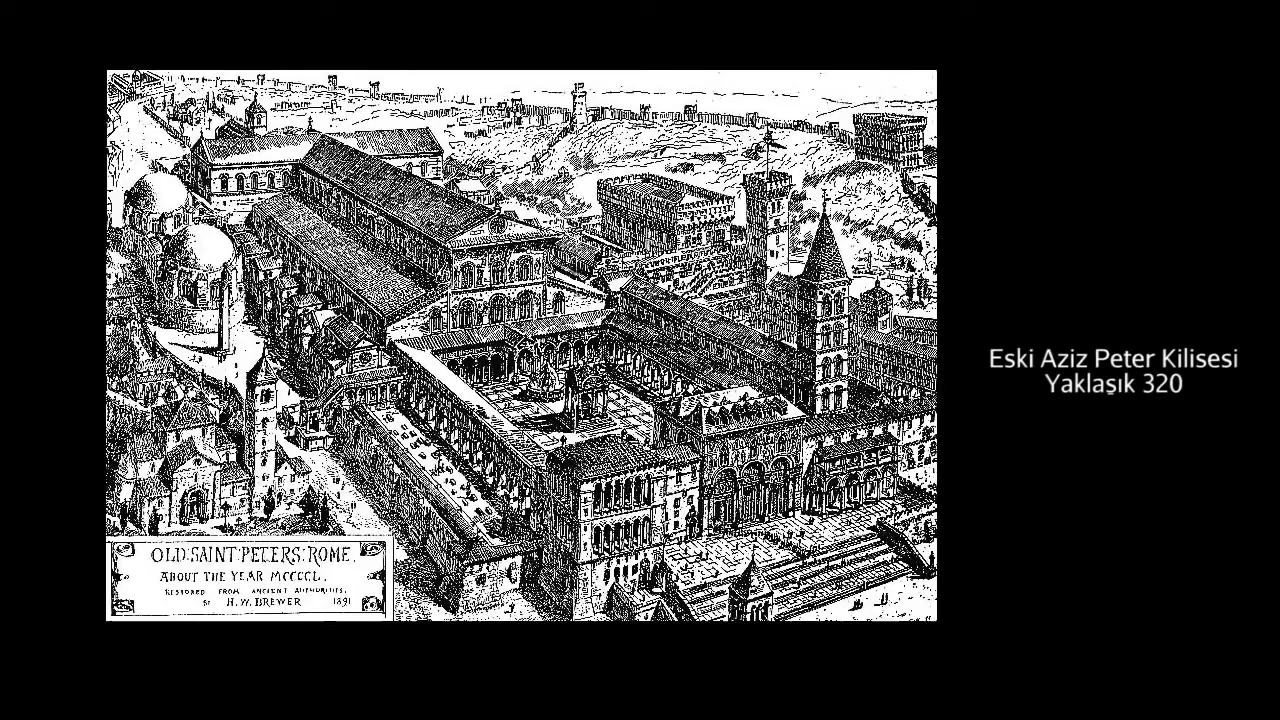 OLD:SAINT:PETERS:ROME.
ABOUT THE YEAR MCCCCL.
RESTORED FROM ANCIENT AUTHORITIES,
BY H. W. BREWER 1891
Eski Aziz Peter Kilisesi
Yaklaşık 320